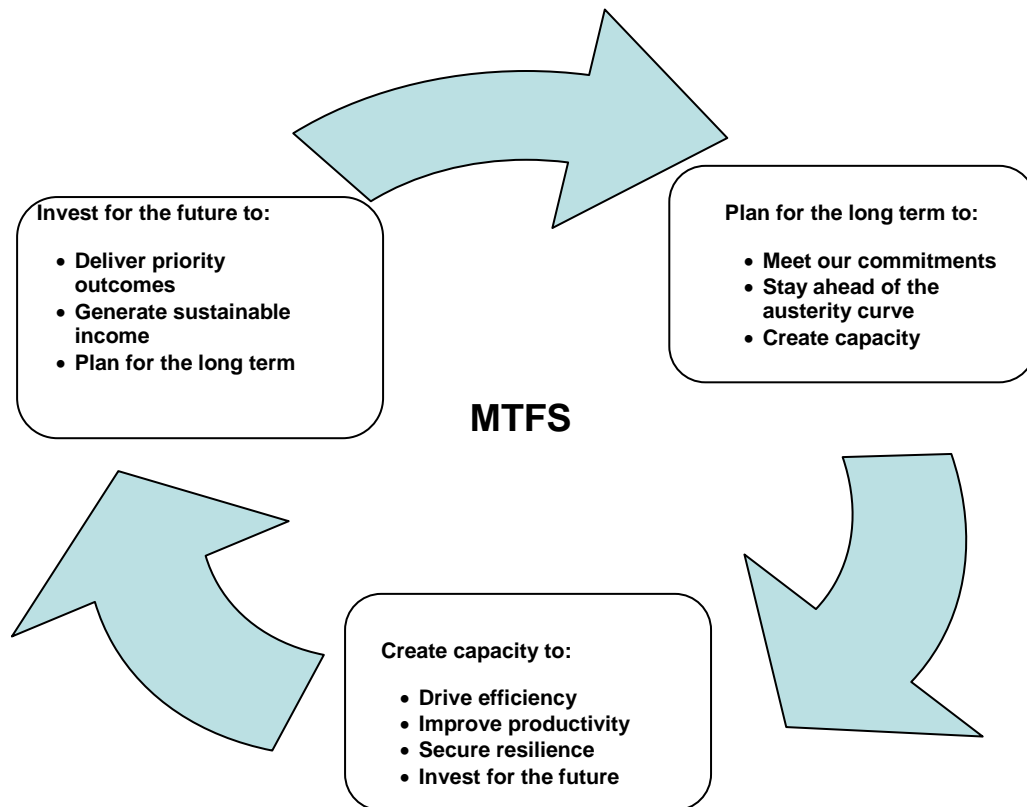 Invest for the future to:
• Deliver priority
outcomes
• Generate sustainable
income
• Plan for the long term
Plan for the long term to:
• Meet our commitments
• Stay ahead of the
austerity curve
• Create capacity
MTFS
Create capacity to:
• Drive efficiency
• Improve productivity
• Secure resilience
• Invest for the future